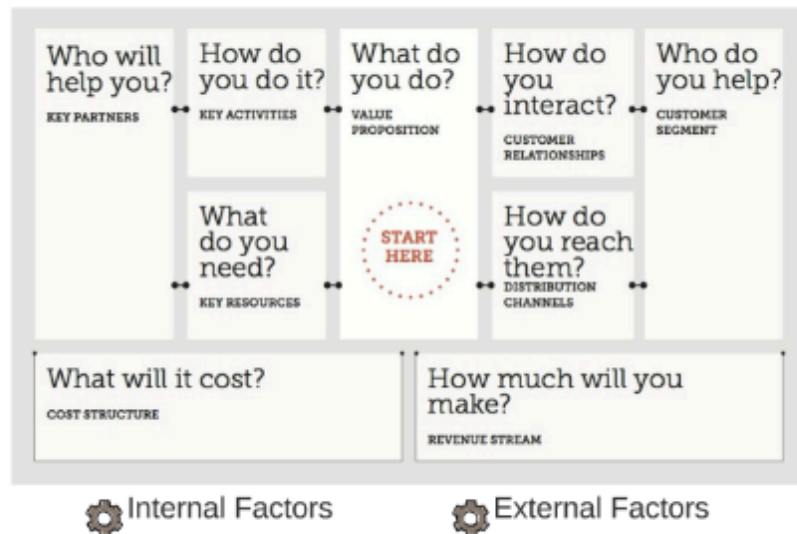 Who will
help you?
KEY PARTNERS
How do
you do it?
KEY ACTIVITIES
What do
you need?
KEY RESOURCES
What do
you do?
VALUE
PROPOSITION
START
HERE
How do
you
interact?
CUSTOMER
RELATIONSHIPS
How do
you reach
them?
DISTRIBUTION
CHANNELS
Who do
you help?
CUSTOMER
SEGMENT
What will it cost?
COST STRUCTURE
How much will you
make?
REVENUE STREAM
Internal Factors
External Factors